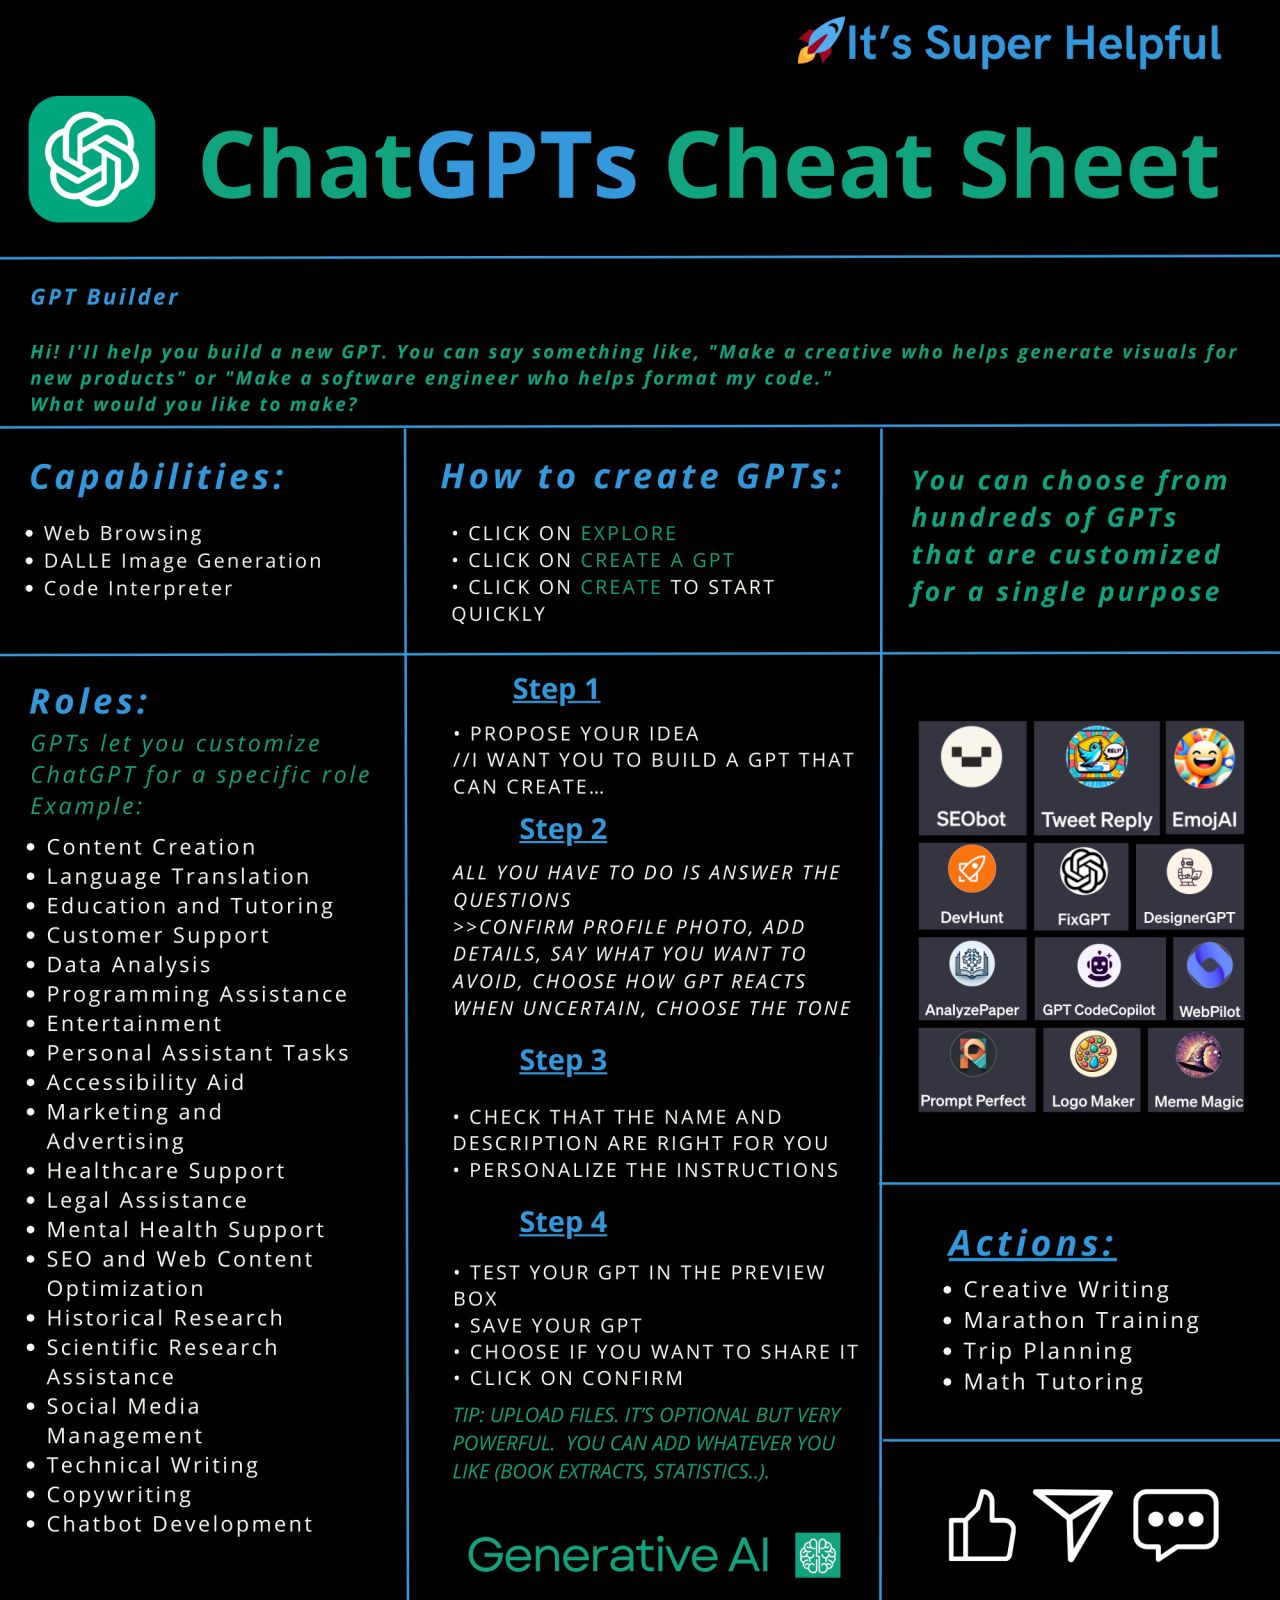 It's Super Helpful
ChatGPTs Cheat Sheet
GPT Builder
Hi! I'II help you build a new GPT. You can say something like, "Make a creative who helps generate visuals for
new products" or "Make a software engineer who helps format my code."
What would you like to make?
Capabilities:
• Web Browsing
• DALLE Image Generation
• Code Interpreter
How to create GPTs:
• CLICK ON EXPLORE
• CLICK ON CREATE A GPT
• CLICK ON CREATE TO START
QUICKLY
You can choose from
hundreds of GPTs
that are customized
for a single purpose
Roles:
GPTs let you customize
ChatGPT for a specific role
Example:
• Content Creation
• Language Translation
• Education and Tutoring
• Customer Support
• Data Analysis
• Programming Assistance
• Entertainment
• Personal Assistant Tasks
• Accessibility Aid
• Marketing and
Advertising
• Healthcare Support
• Legal Assistance
• Mental Health Support
• SEO and Web Content
Optimization
• Historical Research
• Scientific Research
Assistance
• Social Media
Management
• Technical Writing
• Copywriting
• Chatbot Development
Step 1
• PROPOSE YOUR IDEA
//I WANT YOU TO BUILD A GPT THAT
CAN CREATE…
Step 2
ALL YOU HAVE TO DO IS ANSWER THE
QUESTIONS
>>CONFIRM PROFILE PHOTO, ADD
DETAILS, SAY WHAT YOU WANT TO
AVOID, CHOOSE HOW GPT REACTS
WHEN UNCERTAIN, CHOOSE THE TONE
Step 3
• CHECK THAT THE NAME AND
DESCRIPTION ARE RIGHT FOR YOU
• PERSONALIZE THE INSTRUCTIONS
Step 4
• TEST YOUR GPT IN THE PREVIEW
BOX
• SAVE YOUR GPT
• CHOOSE IF YOU WANT TO SHARE IT
• CLICK ON CONFIRM
TIP: UPLOAD FILES. IT'S OPTIONAL BUT VERY
POWERFUL. YOU CAN ADD WHATEVER YOU
LIKE (BOOK EXTRACTS, STATISTICS..).
Generative AI
RELY!
SEObot Tweet Reply EmojAI
DevHunt FixGPT DesignerGPT
AnalyzePaper GPT CodeCopilot WebPilot
Prompt Perfect Logo Maker Meme Magic
Actions:
• Creative Writing
• Marathon Training
• Trip Planning
• Math Tutoring